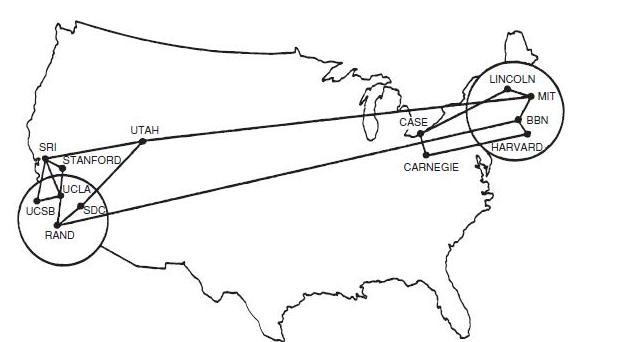 LINCOLN
MIT
BBN
CASE
HARVARD
CARNEGIE
UTAH
SRI
STANFORD
UCLA
UCSB
SDC
RAND